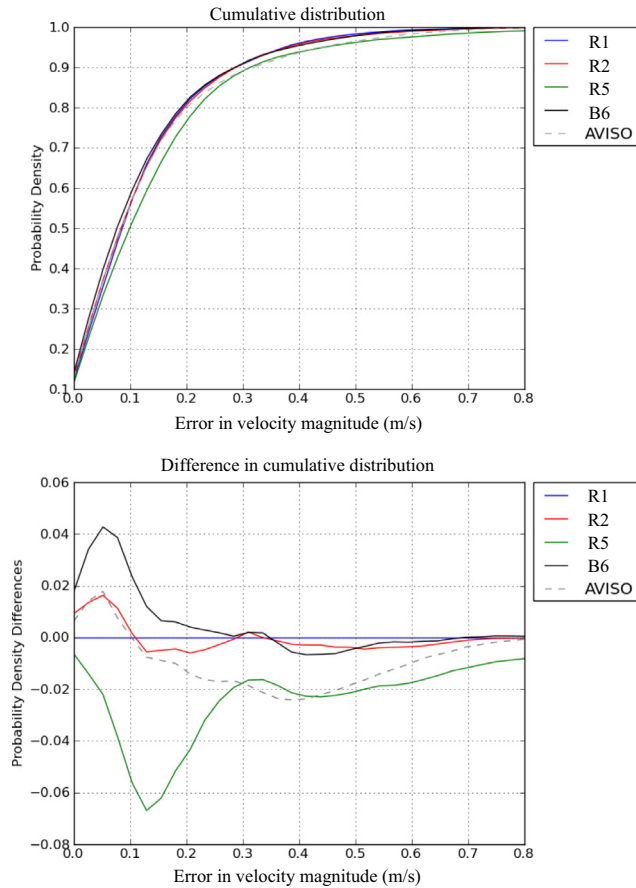 Cumulative distribution
1.0
0.9
0.8
0.7
0.6
0.5
0.4
0.3
0.2
0.1
Probability Density
0.0 0.1 0.2 0.3 0.4 0.5 0.6 0.7 0.8
Error in velocity magnitude (m/s)
R1
R2
R5
B6
AVISO
Difference in cumulative distribution
0.06
0.04
0.02
0.00
−0.02
−0.04
−0.06
−0.08
Probability Density Differences
0.0 0.1 0.2 0.3 0.4 0.5 0.6 0.7 0.8
Error in velocity magnitude (m/s)
R1
R2
R5
B6
AVISO